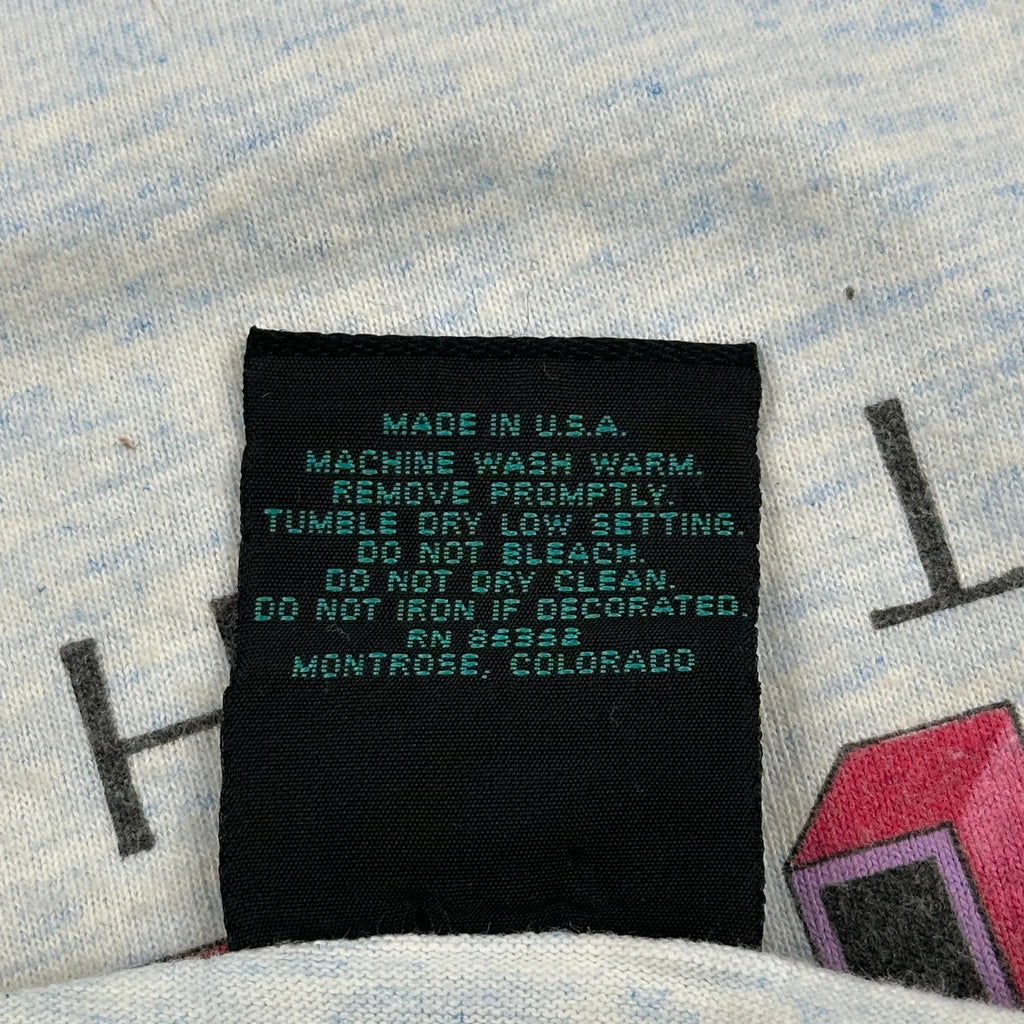 MADE IN U.S.A.
MACHINE WASH WARM.
REMOVE PROMPTLY.
TUMBLE DRY LOW SETTING.
DO NOT BLEACH.
DO NOT DRY CLEAN.
DO NOT IRON IF DECORATED.
RN
MONTROSE, COLORADO